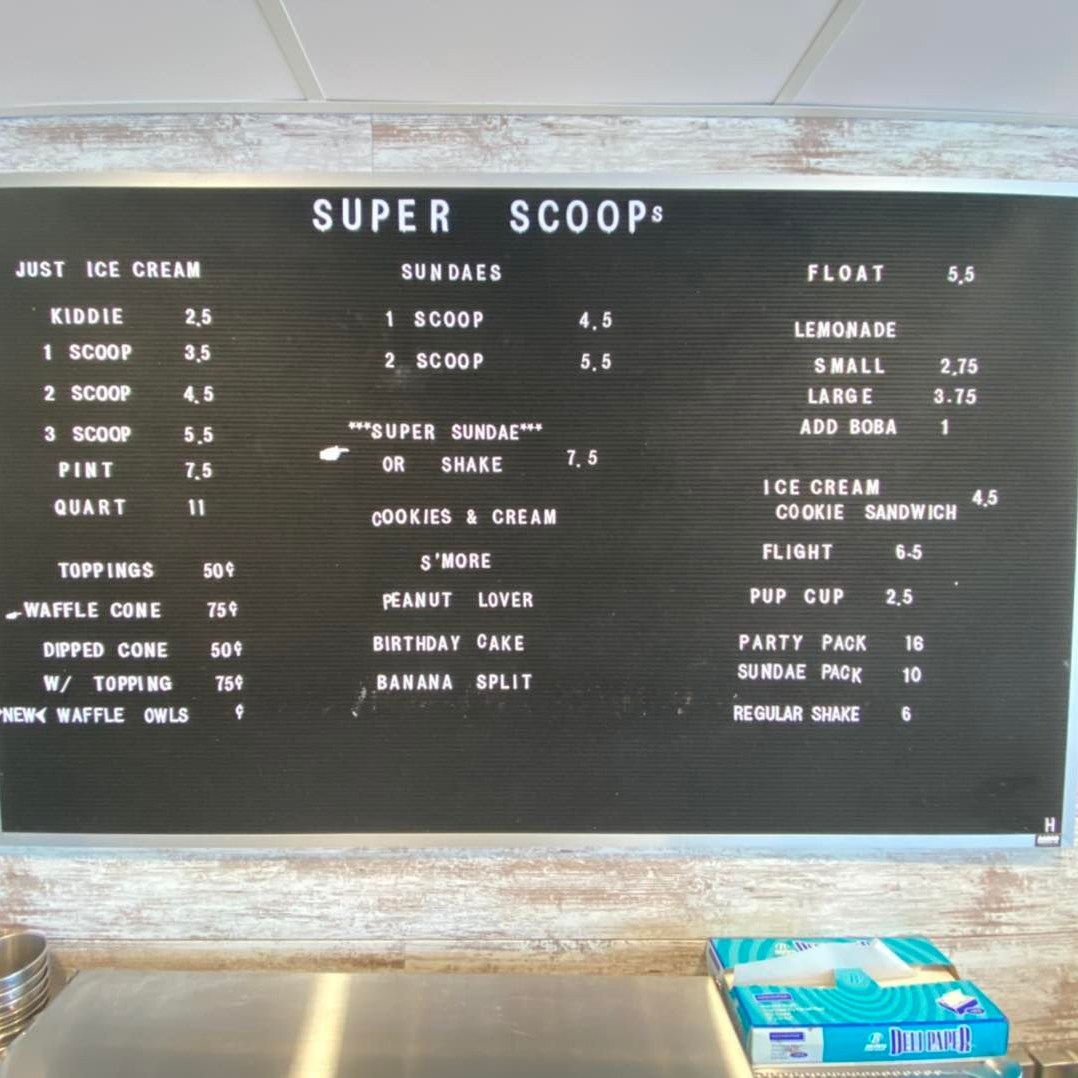 SUPER SCOOPs
JUST ICE CREAM
KIDDIE 2.5
1 SCOOP 3.5
2 SCOOP 4.5
3 SCOOP 5.5
PINT 7.5
QUART 11
TOPPINGS 50¢
WAFFLE CONE 75¢
DIPPED CONE 50¢
W/ TOPPING 75¢
NEW WAFFLE OWLS ¢
SUNDAES
1 SCOOP 4.5
2 SCOOP 5.5
***SUPER SUNDAE***
OR SHAKE 7.5
COOKIES & CREAM
S'MORE
PEANUT LOVER
BIRTHDAY CAKE
BANANA SPLIT
FLOAT 5.5
LEMONADE
SMALL 2.75
LARGE 3.75
ADD BOBA 1
ICE CREAM
COOKIE SANDWICH 4.5
FLIGHT 6.5
PUP CUP 2.5
PARTY PACK 16
SUNDAE PACK 10
REGULAR SHAKE 6
H
DELI PAPER